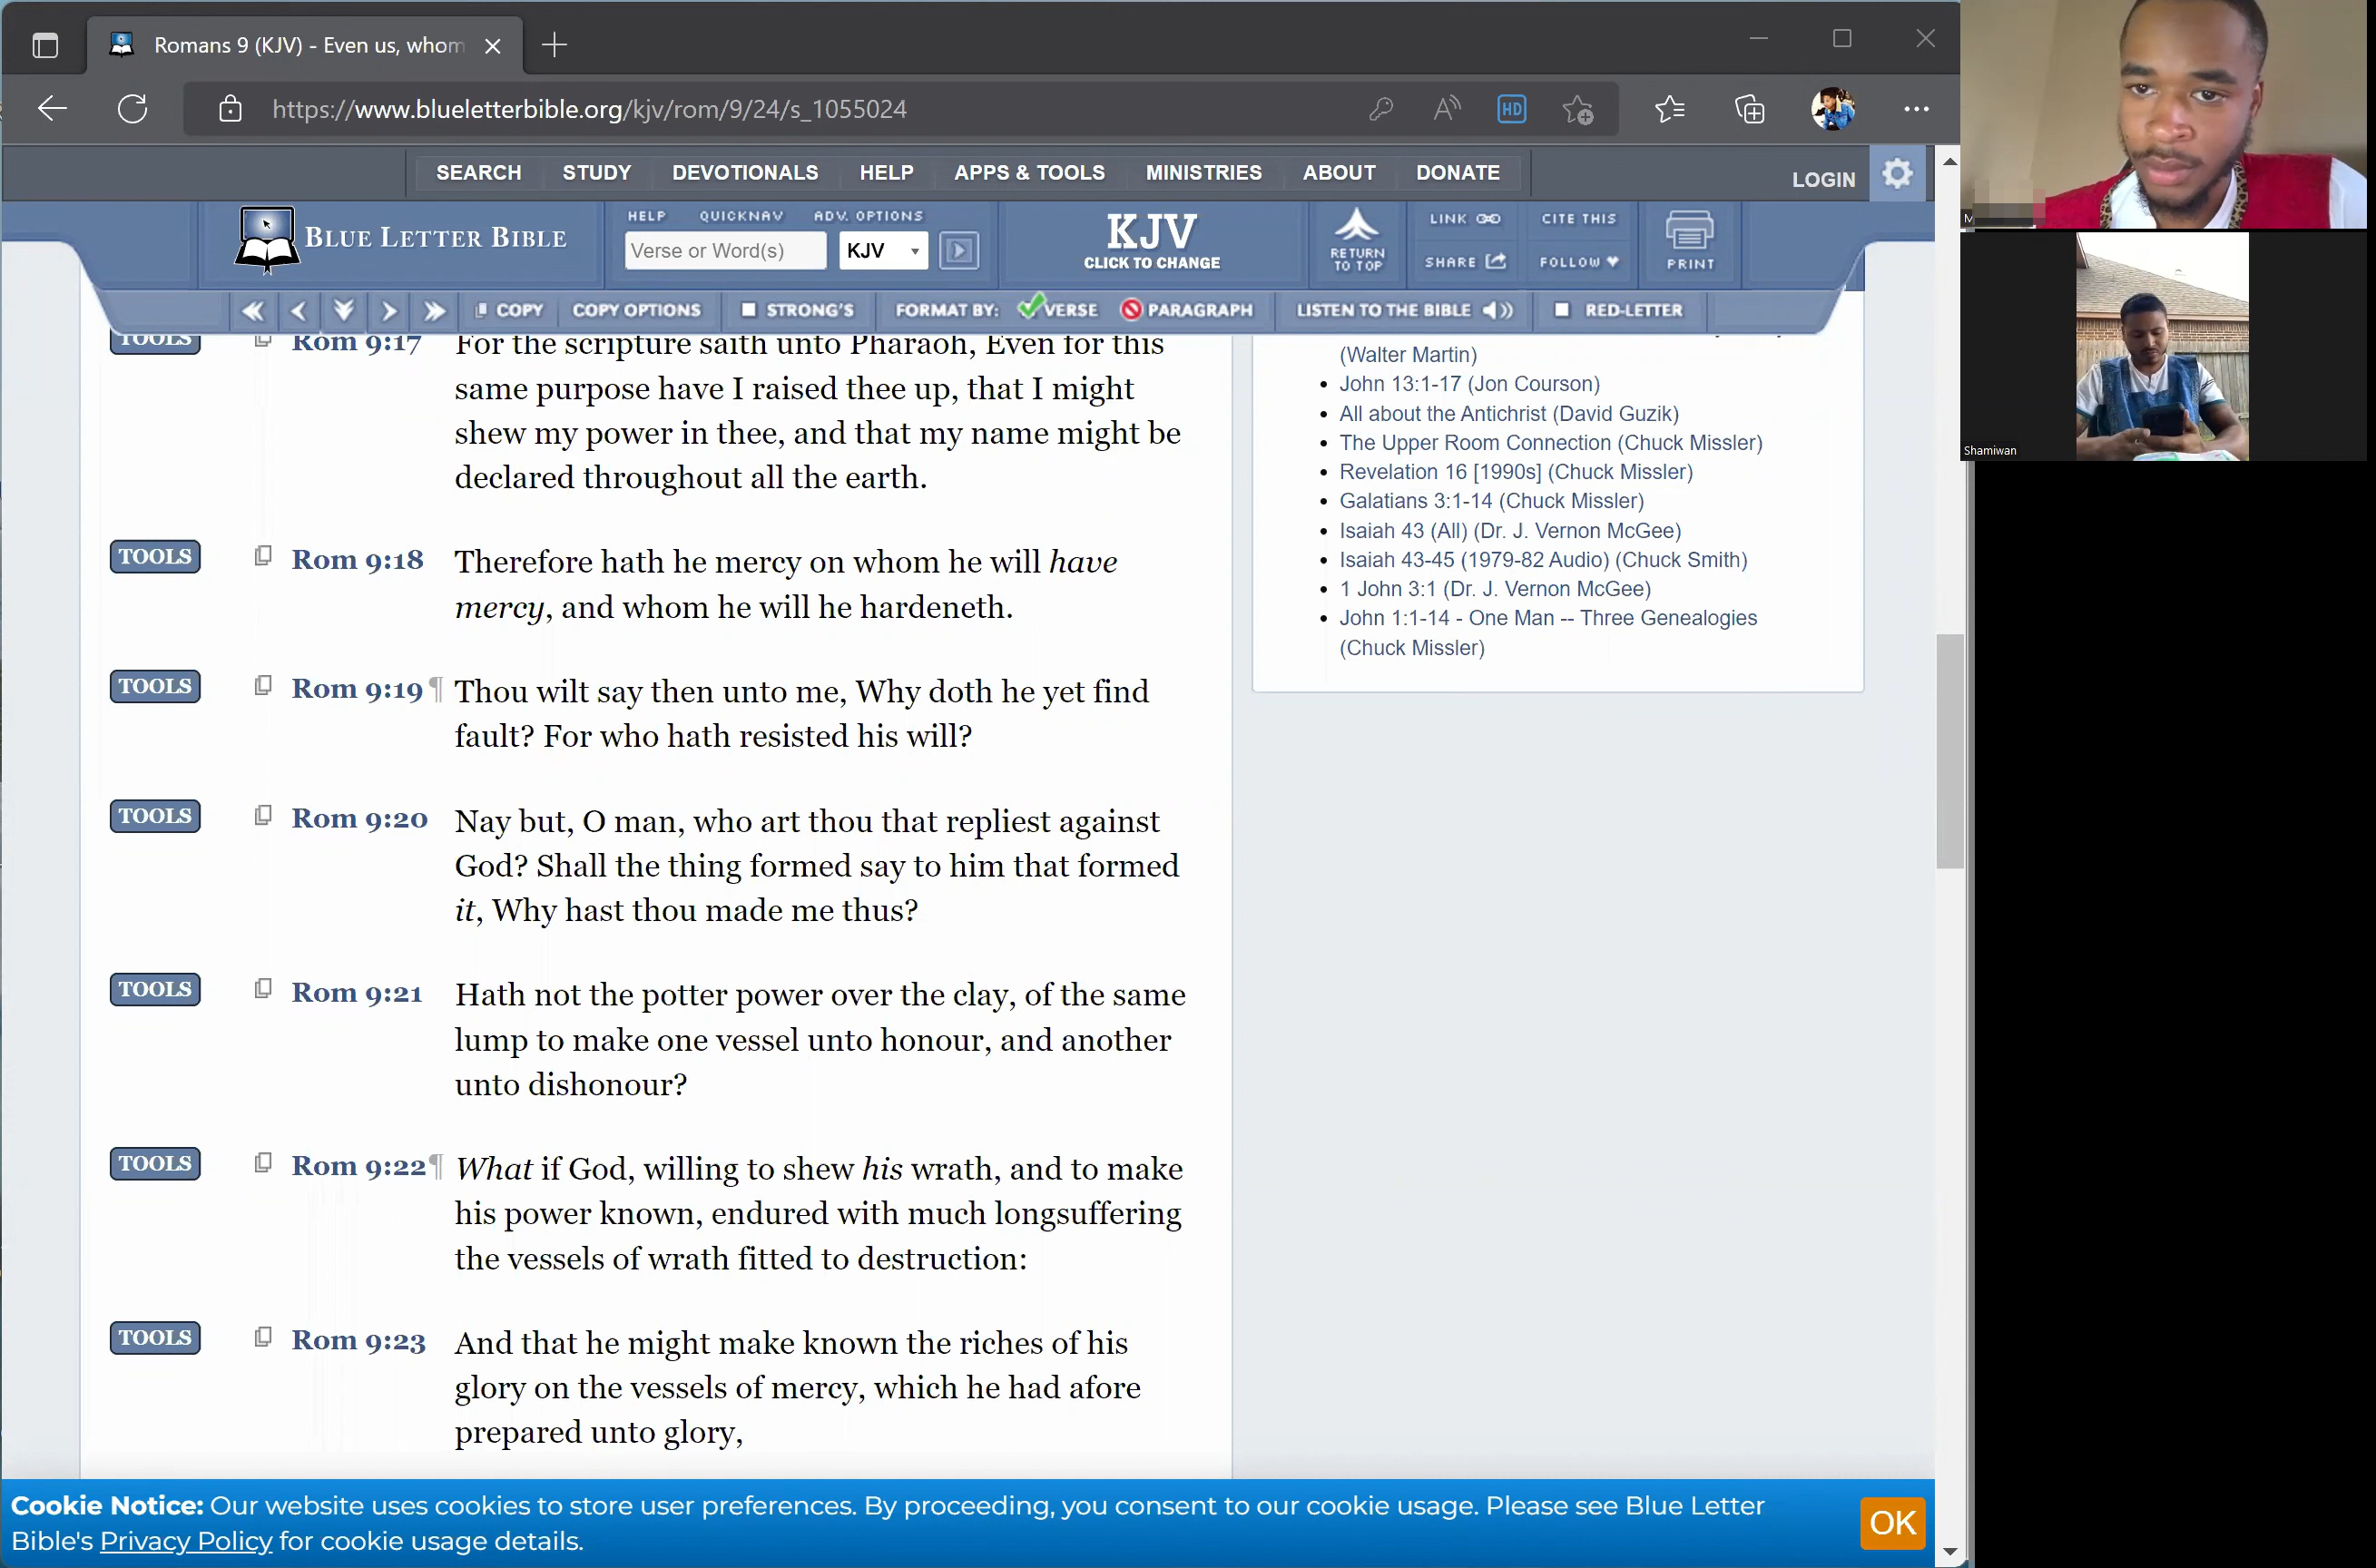 Romans 9 (KJV) - Even us, whom
https://www.blueletterbible.org/kjv/rom/9/24/s_1055024
HD
SEARCH STUDY DEVOTIONALS HELP APPS & TOOLS MINISTRIES ABOUT DONATE
LOGIN
BLUE LETTER BIBLE
HELP QUICKNAV ADV. OPTIONS
Verse or Word(s)
KJV
KJV
CLICK TO CHANGE
RETURN
TO TOP
LINK
CITE THIS
SHARE
FOLLOW
PRINT
COPY COPY OPTIONS STRONG'S FORMAT BY: VERSE PARAGRAPH LISTEN TO THE BIBLE RED-LETTER
TOOLS Rom 9:17 For the scripture saith unto Pharaoh, Even for this
same purpose have I raised thee up, that I might
shew my power in thee, and that my name might be
declared throughout all the earth.
TOOLS Rom 9:18 Therefore hath he mercy on whom he will have
mercy, and whom he will he hardeneth.
TOOLS Rom 9:19 ¶ Thou wilt say then unto me, Why doth he yet find
fault? For who hath resisted his will?
TOOLS Rom 9:20 Nay but, O man, who art thou that repliest against
God? Shall the thing formed say to him that formed
it, Why hast thou made me thus?
TOOLS Rom 9:21 Hath not the potter power over the clay, of the same
lump to make one vessel unto honour, and another
unto dishonour?
TOOLS Rom 9:22 ¶ What if God, willing to shew his wrath, and to make
his power known, endured with much longsuffering
the vessels of wrath fitted to destruction:
TOOLS Rom 9:23 And that he might make known the riches of his
glory on the vessels of mercy, which he had afore
prepared unto glory,
(Walter Martin)
• John 13:1-17 (Jon Courson)
• All about the Antichrist (David Guzik)
• The Upper Room Connection (Chuck Missler)
• Revelation 16 [1990s] (Chuck Missler)
• Galatians 3:1-14 (Chuck Missler)
• Isaiah 43 (All) (Dr. J. Vernon McGee)
• Isaiah 43-45 (1979-82 Audio) (Chuck Smith)
• 1 John 3:1 (Dr. J. Vernon McGee)
• John 1:1-14 - One Man -- Three Genealogies
(Chuck Missler)
Shamiwan
Cookie Notice: Our website uses cookies to store user preferences. By proceeding, you consent to our cookie usage. Please see Blue Letter
Bible's Privacy Policy for cookie usage details.
OK